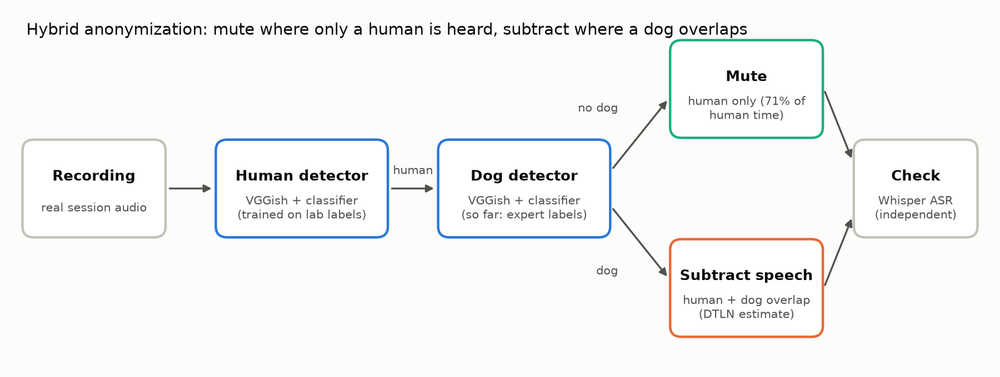 Hybrid anonymization: mute where only a human is heard, subtract where a dog overlaps
Recording
real session audio
Human detector
VGGish + classifier
(trained on lab labels)
human
Dog detector
VGGish + classifier
(so far: expert labels)
no dog
dog
Mute
human only (71% of
human time)
Subtract speech
human + dog overlap
(DTLN estimate)
Check
Whisper ASR
(independent)